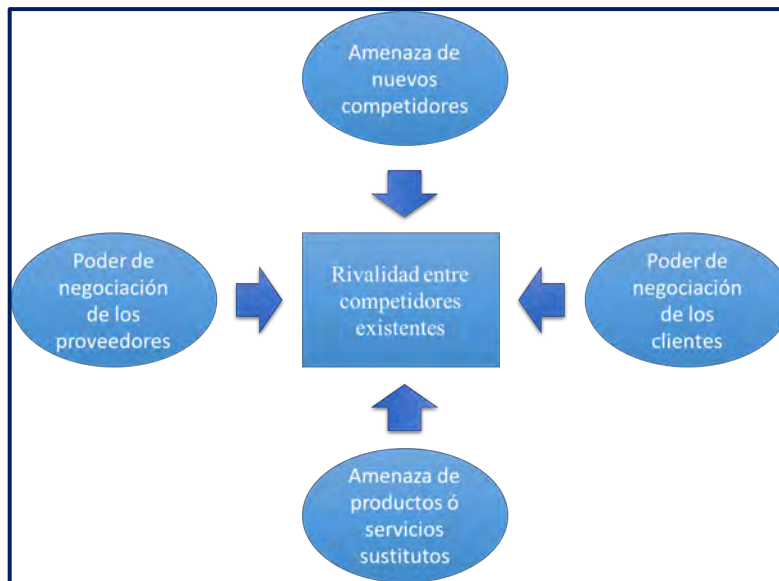 Amenaza de
nuevos
competidores
Poder de
negociación
de los
proveedores
Rivalidad entre
competidores
existentes
Poder de
negociación
de los
clientes
Amenaza de
productos ó
servicios
sustitutos